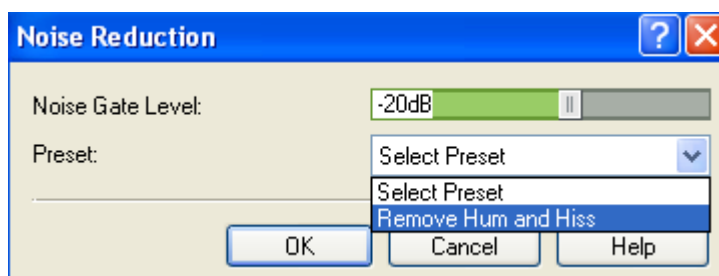 Noise Reduction
Noise Gate Level: -20dB
Preset: Select Preset
Select Preset
Remove Hum and Hiss
OK Cancel Help